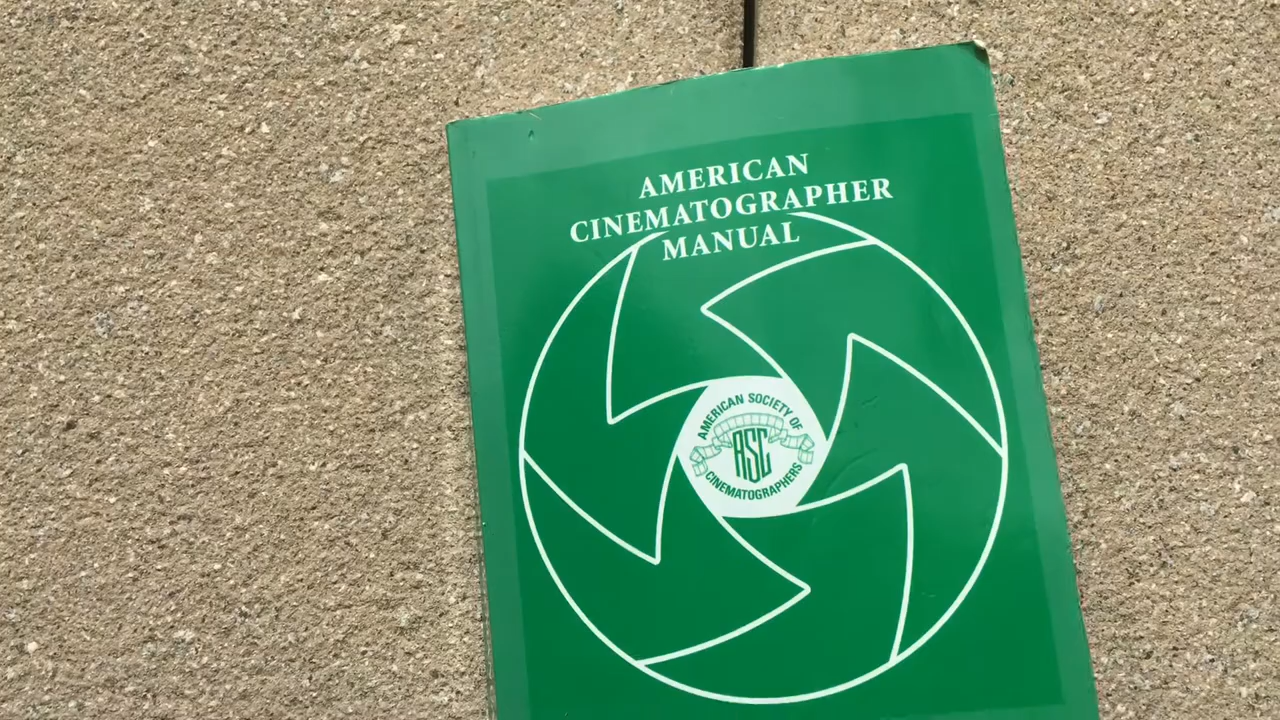 AMERICAN
CINEMATOGRAPHER
MANUAL
AMERICAN SOCIETY OF
ASC
CINEMATOGRAPHERS